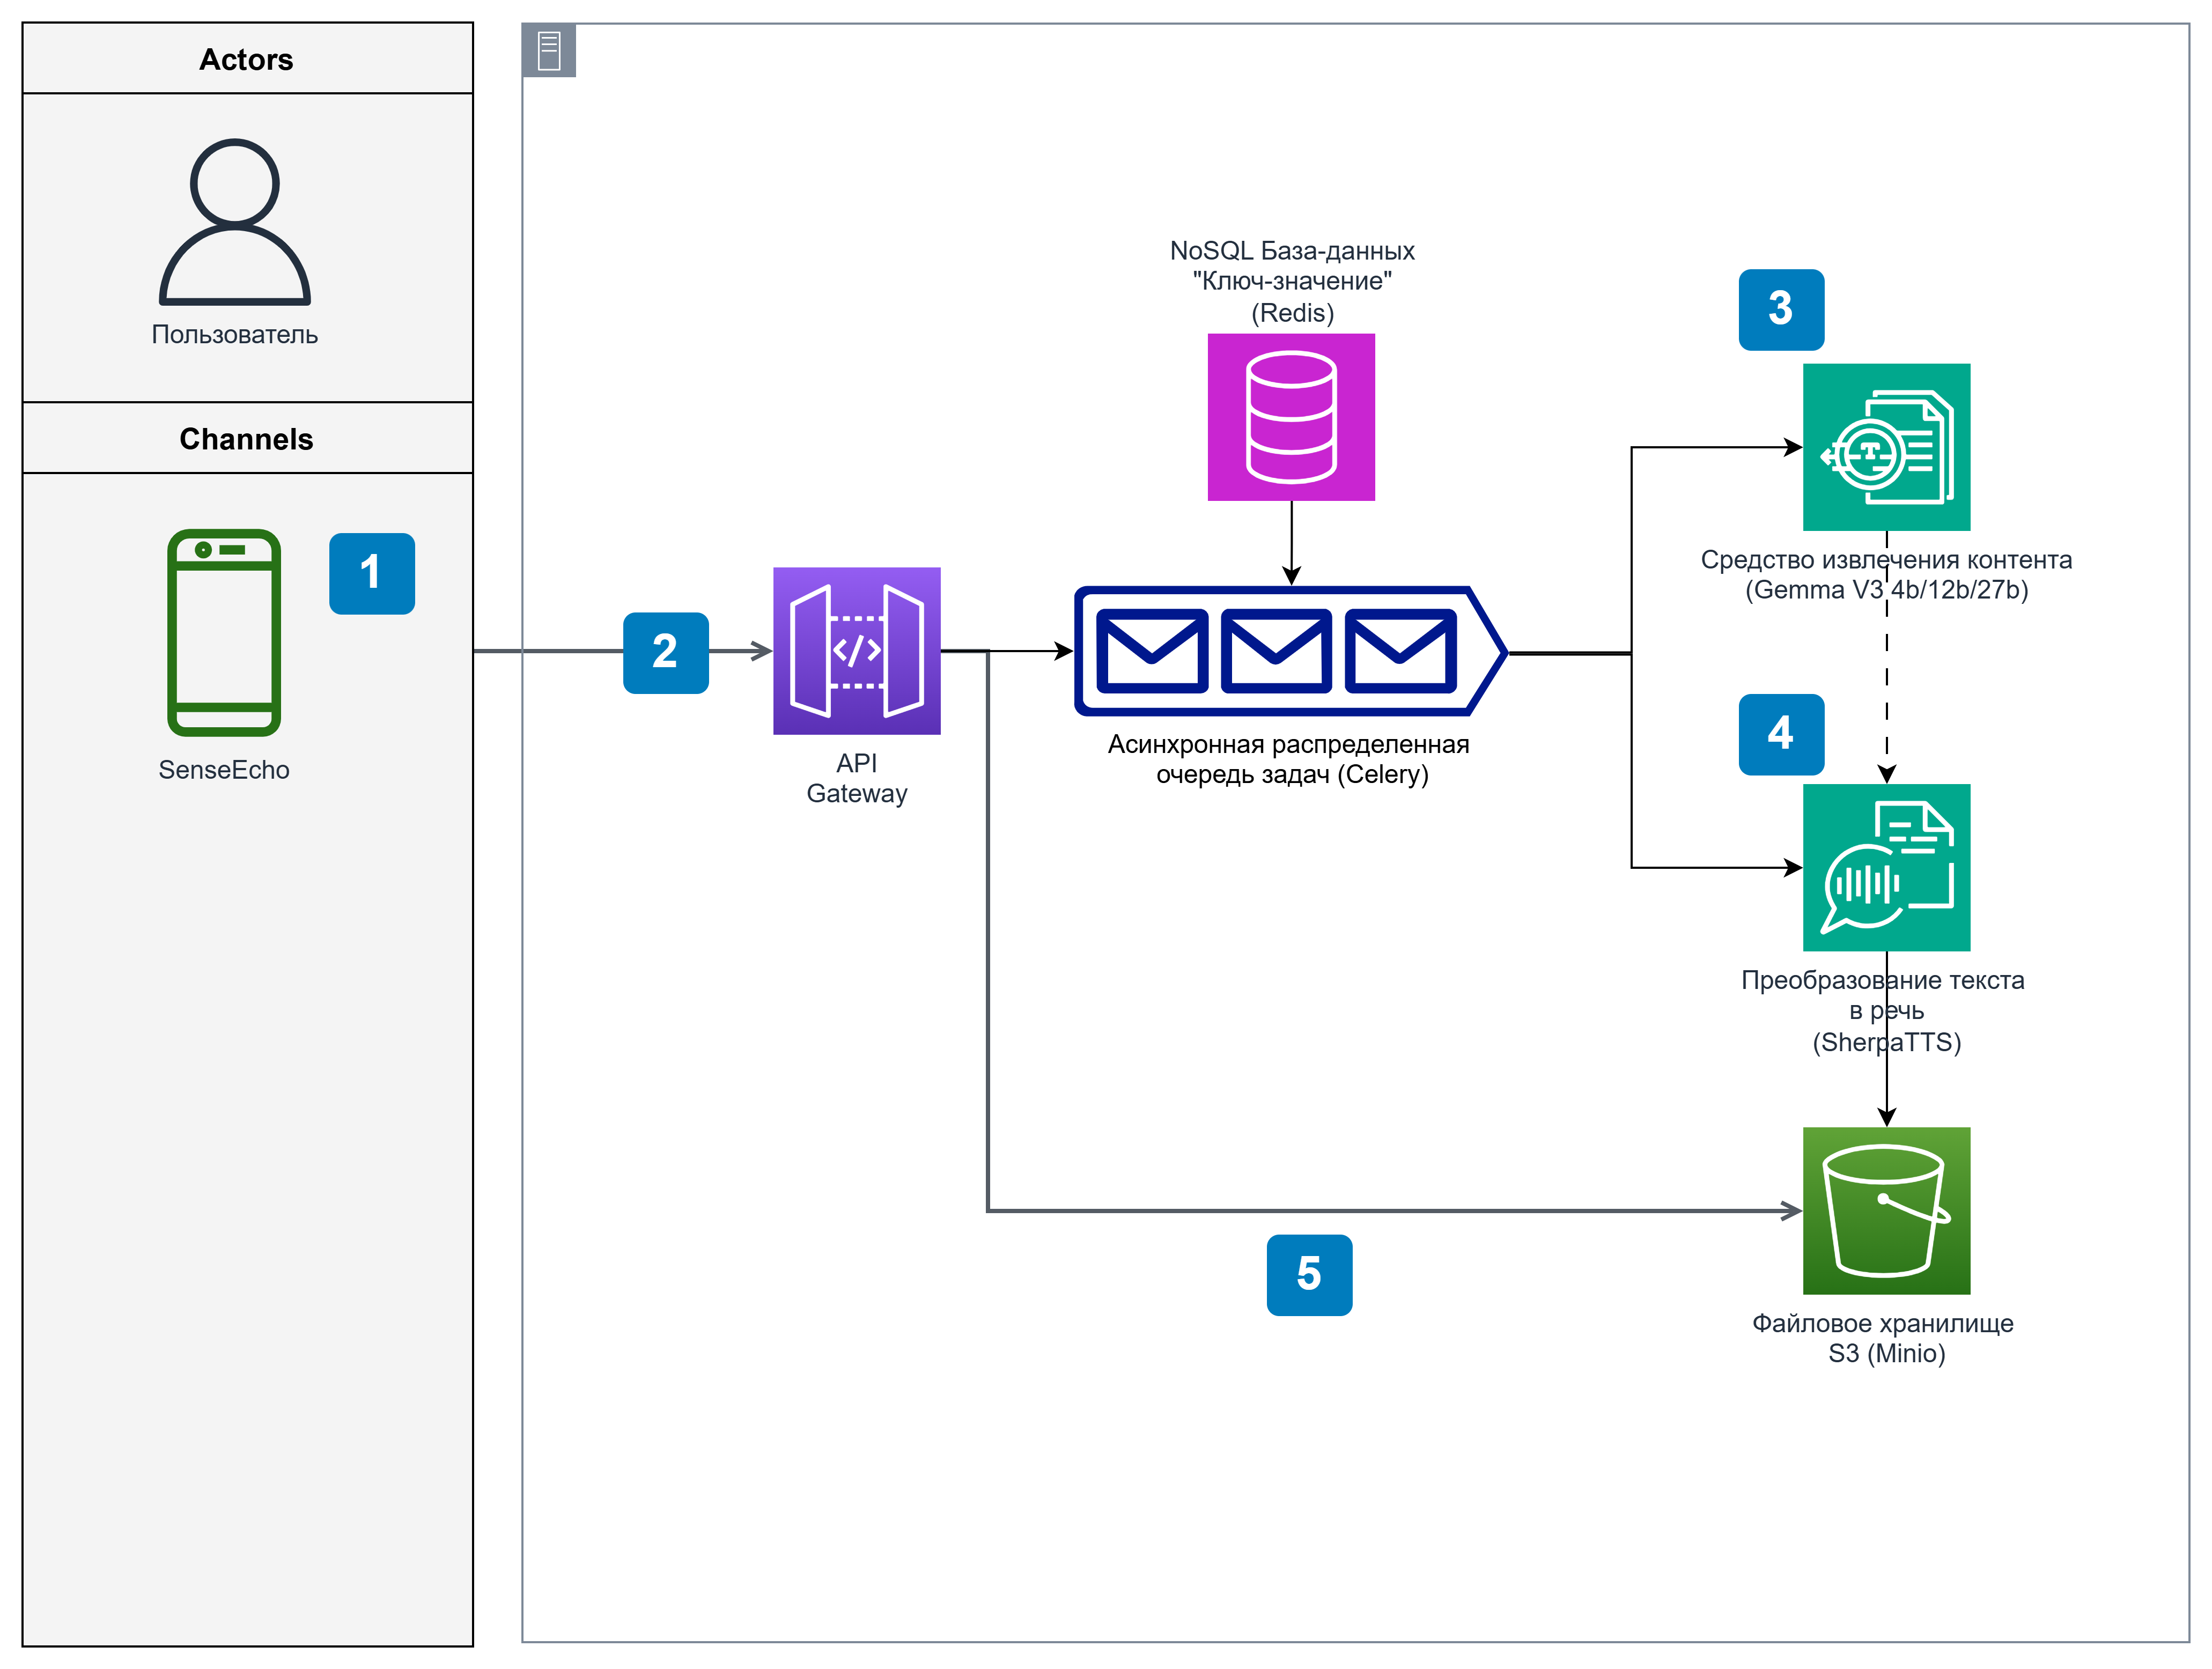 Actors
Пользователь
Channels
1
SenseEcho
2
API
Gateway
NoSQL База-данных
"Ключ-значение"
(Redis)
Асинхронная распределенная
очередь задач (Celery)
3
Средство извлечения контента
(Gemma V3 4b/12b/27b)
4
Преобразование текста
в речь
(SherpaTTS)
5
Файловое хранилище
S3 (Minio)